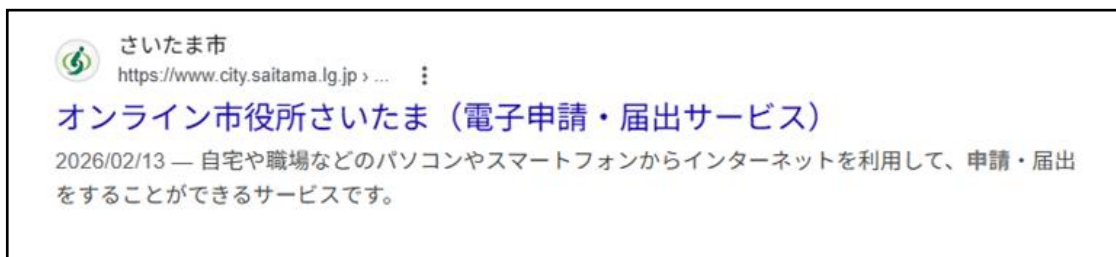 さいたま市
https://www.city.saitama.lg.jp › ...
オンライン市役所さいたま（電子申請・届出サービス）
2026/02/13 — 自宅や職場などのパソコンやスマートフォンからインターネットを利用して、申請・届出
をすることができるサービスです。